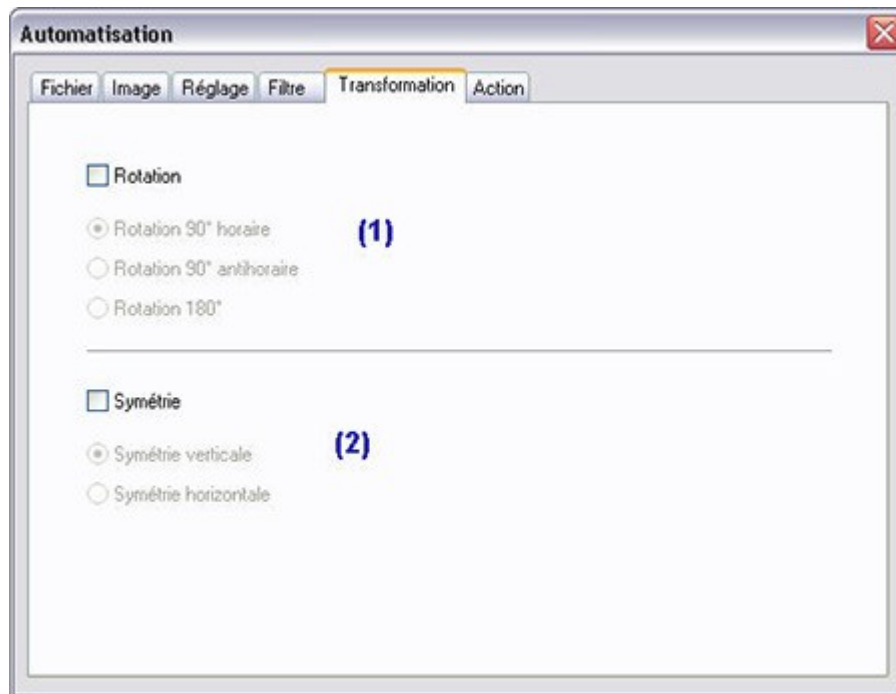 Automatisation
Fichier Image Réglage Filtre Transformation Action
Rotation
Rotation 90° horaire
(1)
Rotation 90° antihoraire
Rotation 180°
Symétrie
Symétrie verticale
(2)
Symétrie horizontale